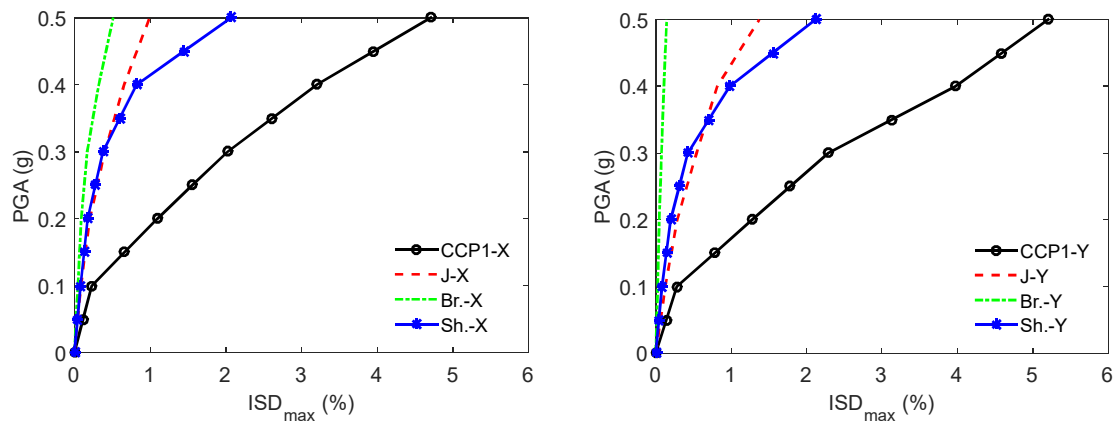 0.5
0.4
0.3
0.2
0.1
0
PGA (g)
0 1 2 3 4 5 6
ISD_max (%)
CCP1-X
J-X
Br.-X
Sh.-X
0.5
0.4
0.3
0.2
0.1
0
PGA (g)
0 1 2 3 4 5 6
ISD_max (%)
CCP1-Y
J-Y
Br.-Y
Sh.-Y